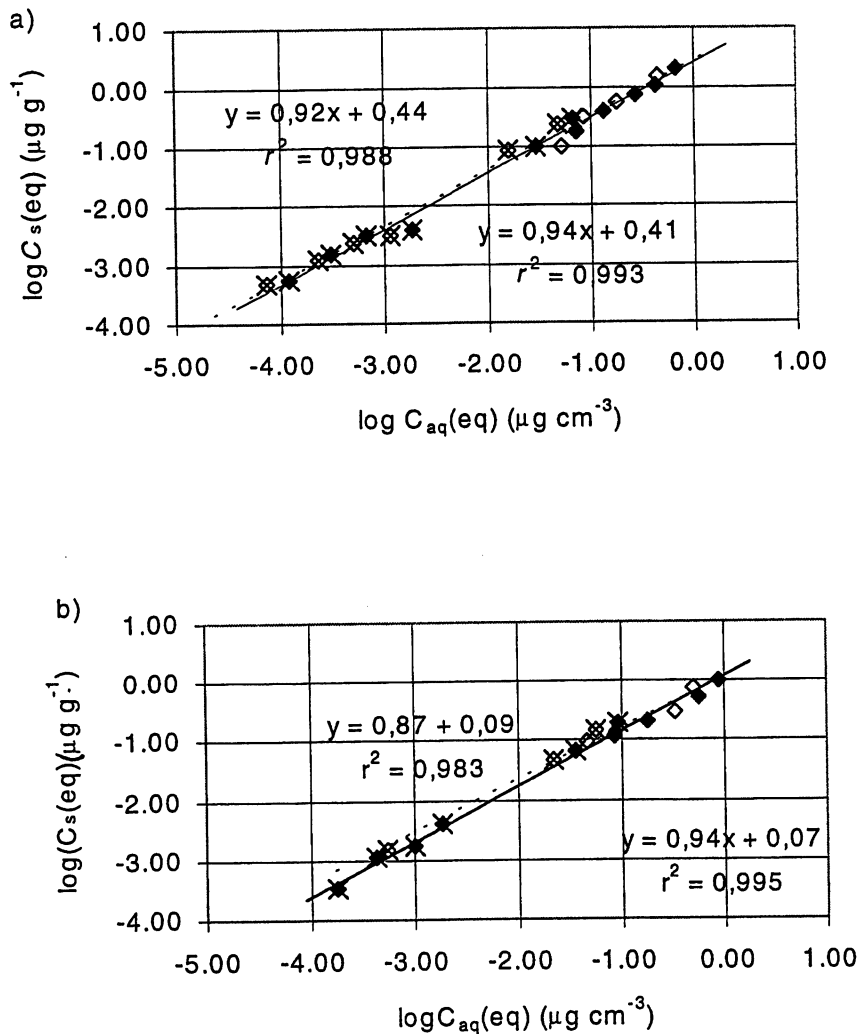 a)
1.00
0.00
-1.00
-2.00
-3.00
-4.00
logC s(eq) (µg g⁻¹)
y = 0,92x + 0,44
r² = 0,988
y = 0,94x + 0,41
r² = 0,993
-5.00 -4.00 -3.00 -2.00 -1.00 0.00 1.00
log Caq(eq) (µg cm⁻³)
b)
1.00
0.00
-1.00
-2.00
-3.00
-4.00
log(Cs(eq)(µg g⁻¹)
y = 0,87 + 0,09
r² = 0,983
y = 0,94x + 0,07
r² = 0,995
-5.00 -4.00 -3.00 -2.00 -1.00 0.00 1.00
logCaq(eq) (µg cm⁻³)